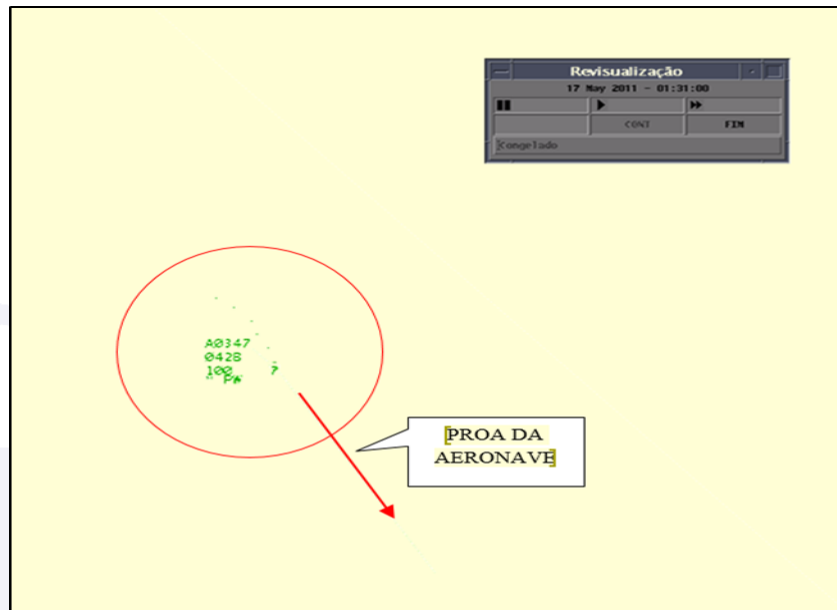 Revisualização
17 May 2011 - 01:31:00
CONT FIM
Congelado
A0347
0428
100 ?
PROA DA
AERONAVE